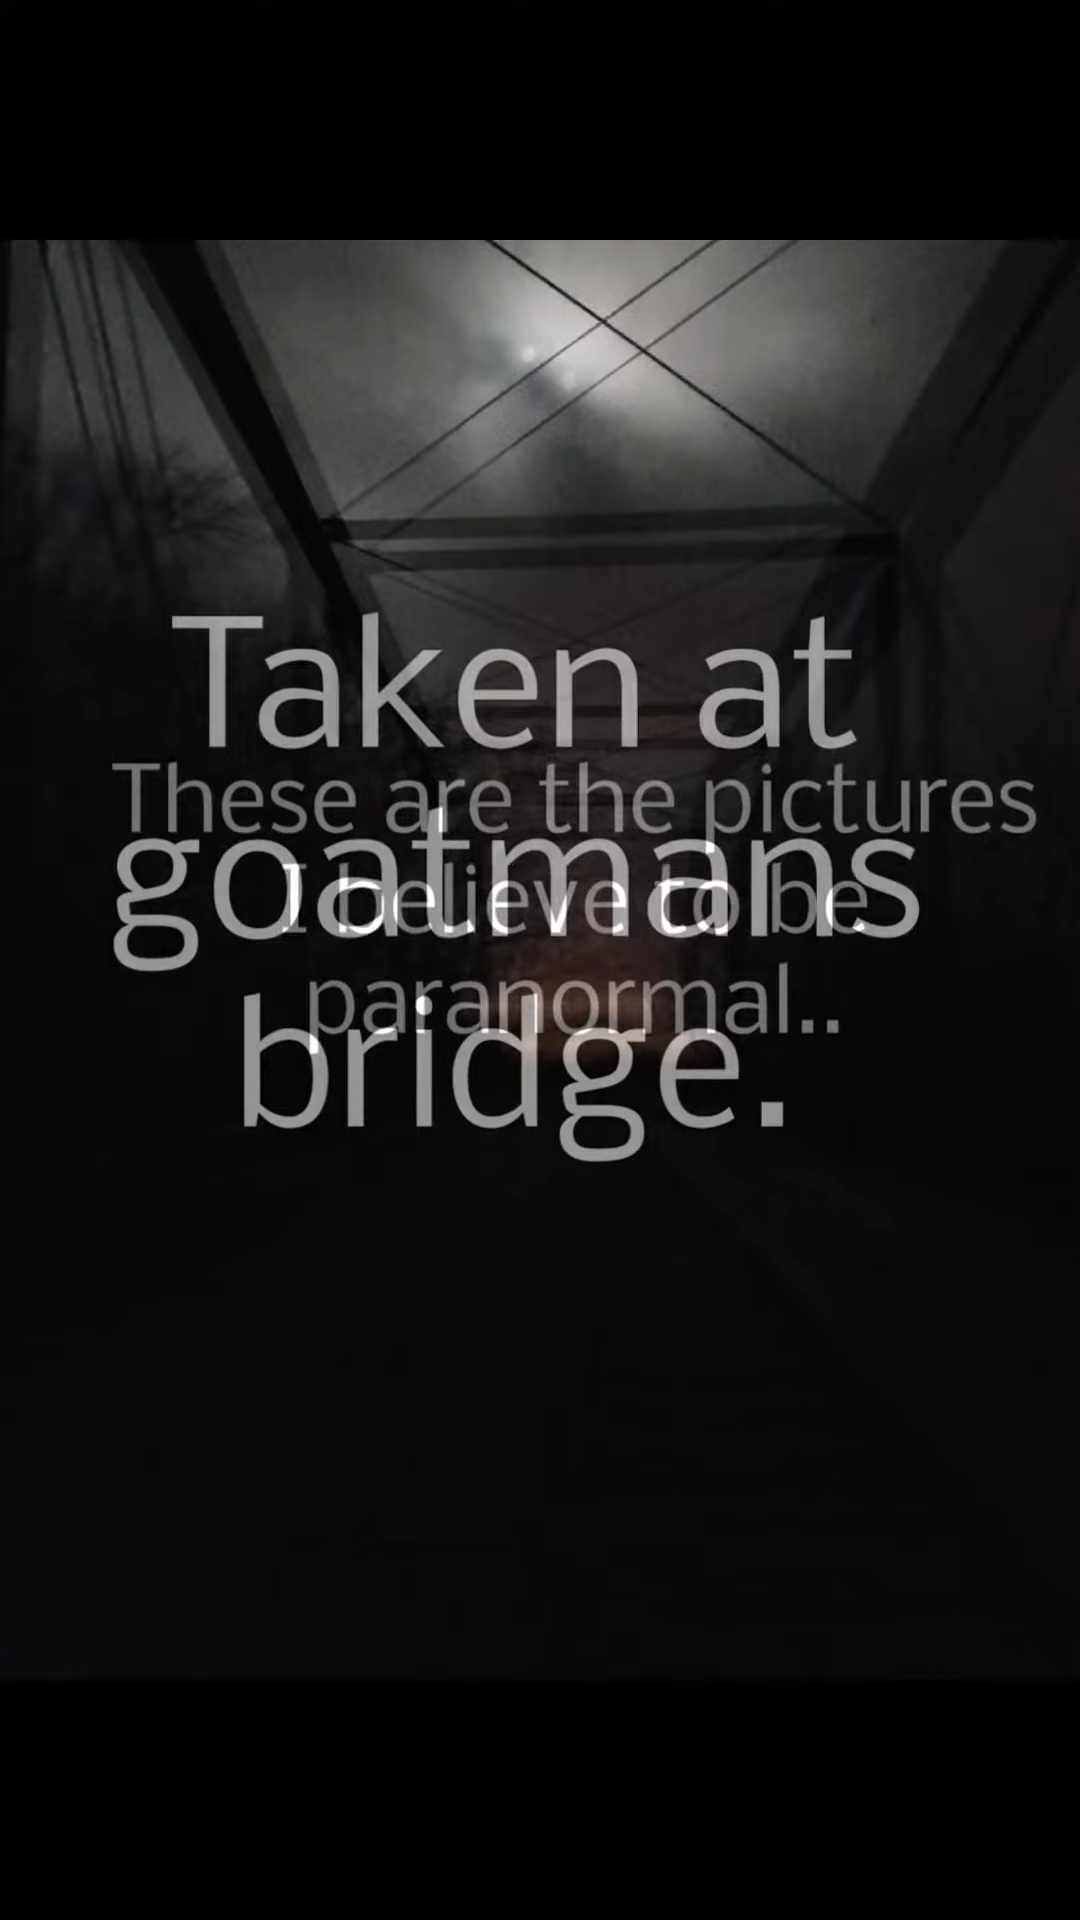 Taken at
goatmans
bridge.
These are the pictures
I believe to be
paranormal..